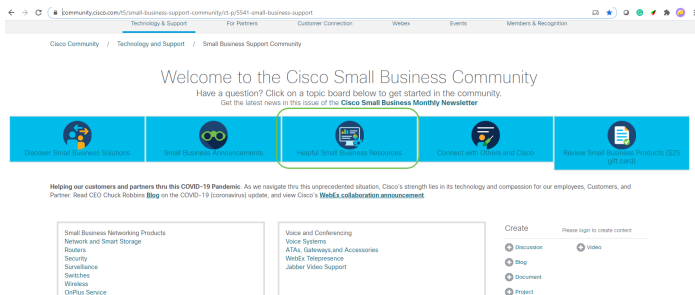 community.cisco.com/t5/small-business-support-community/ct-p/5541-small-business-support
Technology & Support For Partners Customer Connection Webex Events Members & Recognition
Cisco Community / Technology and Support / Small Business Support Community
Welcome to the Cisco Small Business Community
Have a question? Click on a topic board below to get started in the community.
Get the latest news in this issue of the Cisco Small Business Monthly Newsletter
Discover Small Business Solutions
Small Business Announcements
Helpful Small Business Resources
Connect with Others and Cisco
Review Small Business Products ($25
gift card)
Helping our customers and partners thru this COVID-19 Pandemic. As we navigate thru this unprecedented situation, Cisco's strength lies in its technology and compassion for our employees, Customers, and
Partner. Read CEO Chuck Robbins Blog on the COVID-19 (coronavirus) update, and view Cisco's WebEx collaboration announcement.
Small Business Networking Products
Network and Smart Storage
Routers
Security
Surveillance
Switches
Wireless
OnPlus Service
Voice and Conferencing
Voice Systems
ATAs, Gateways,and Accessories
WebEx Telepresence
Jabber Video Support
Create Please login to create content
Discussion
Video
Blog
Document
Project